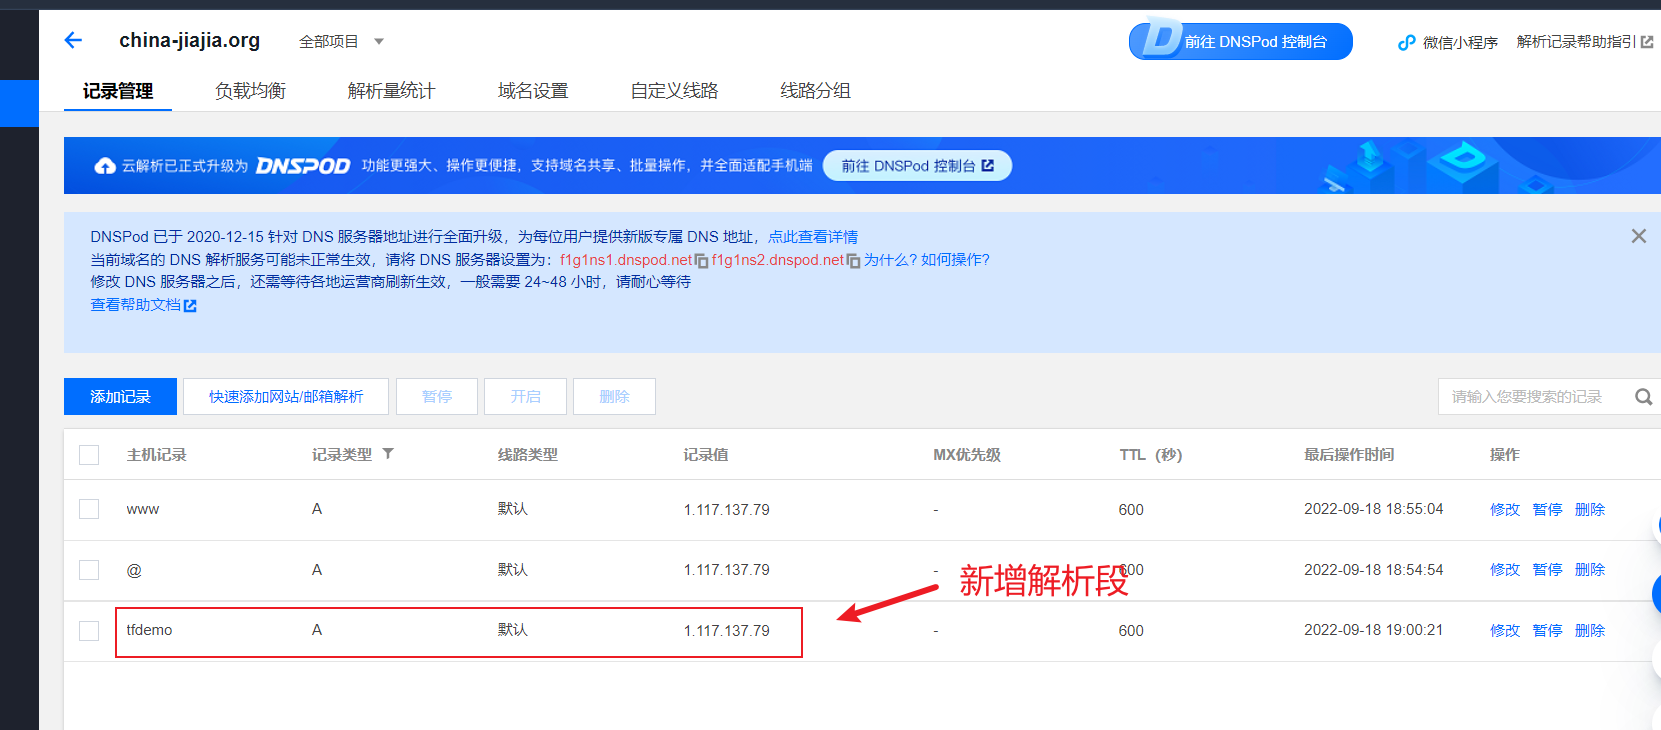 china-jiajia.org 全部项目
前往 DNSPod 控制台
微信小程序 解析记录帮助指引
记录管理 负载均衡 解析量统计 域名设置 自定义线路 线路分组
云解析已正式升级为 DNSPOD 功能更强大、操作更便捷，支持域名共享、批量操作，并全面适配手机端 前往 DNSPod 控制台
DNSPod 已于 2020-12-15 针对 DNS 服务器地址进行全面升级，为每位用户提供新版专属 DNS 地址，点此查看详情
当前域名的 DNS 解析服务可能未正常生效，请将 DNS 服务器设置为：f1g1ns1.dnspod.net f1g1ns2.dnspod.net 为什么? 如何操作?
修改 DNS 服务器之后，还需等待各地运营商刷新生效，一般需要 24~48 小时，请耐心等待
查看帮助文档
添加记录 快速添加网站/邮箱解析 暂停 开启 删除 请输入您要搜索的记录
主机记录 记录类型 线路类型 记录值 MX优先级 TTL（秒） 最后操作时间 操作
www A 默认 1.117.137.79 - 600 2022-09-18 18:55:04 修改 暂停 删除
@ A 默认 1.117.137.79 - 600 2022-09-18 18:54:54 修改 暂停 删除
新增解析段
tfdemo A 默认 1.117.137.79 - 600 2022-09-18 19:00:21 修改 暂停 删除